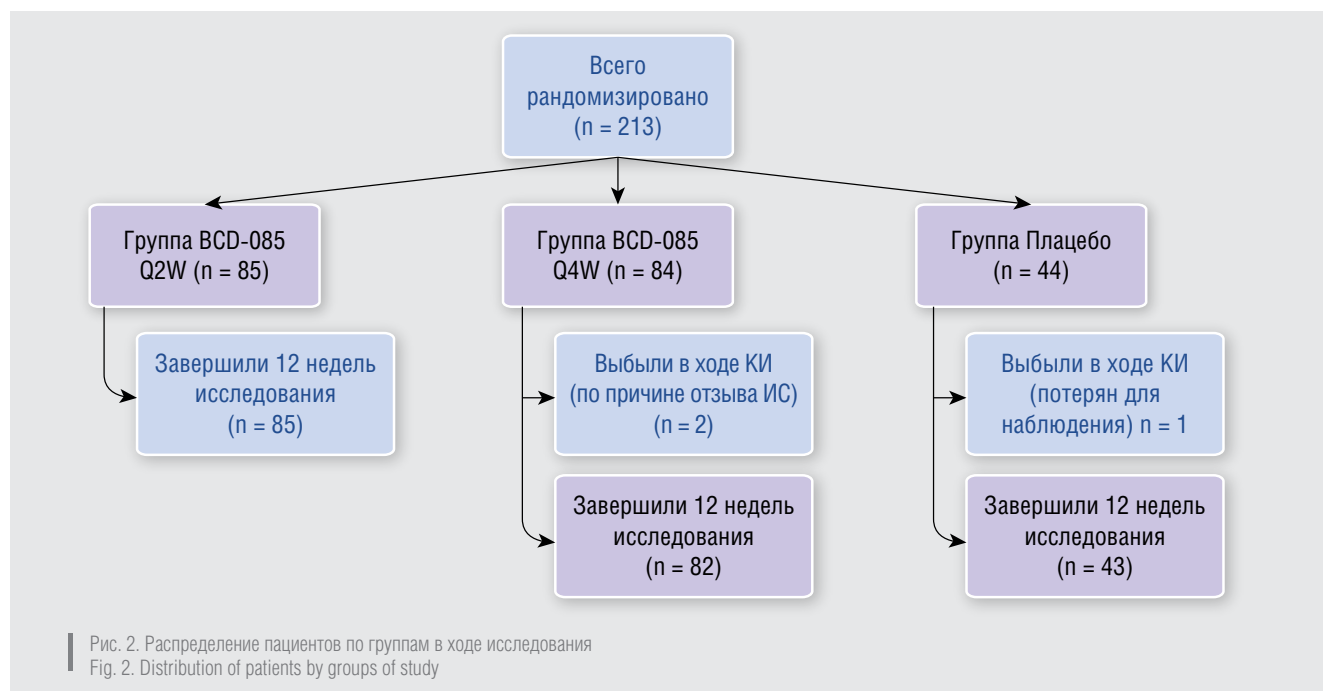 Всего
рандомизировано
(n = 213)
Группа BCD-085
Q2W (n = 85)
Группа BCD-085
Q4W (n = 84)
Группа Плацебо
(n = 44)
Завершили 12 недель
исследования
(n = 85)
Выбыли в ходе КИ
(по причине отзыва ИС)
(n = 2)
Выбыли в ходе КИ
(потерян для
наблюдения) n = 1
Завершили 12 недель
исследования
(n = 82)
Завершили 12 недель
исследования
(n = 43)
Рис. 2. Распределение пациентов по группам в ходе исследования
Fig. 2. Distribution of patients by groups of study